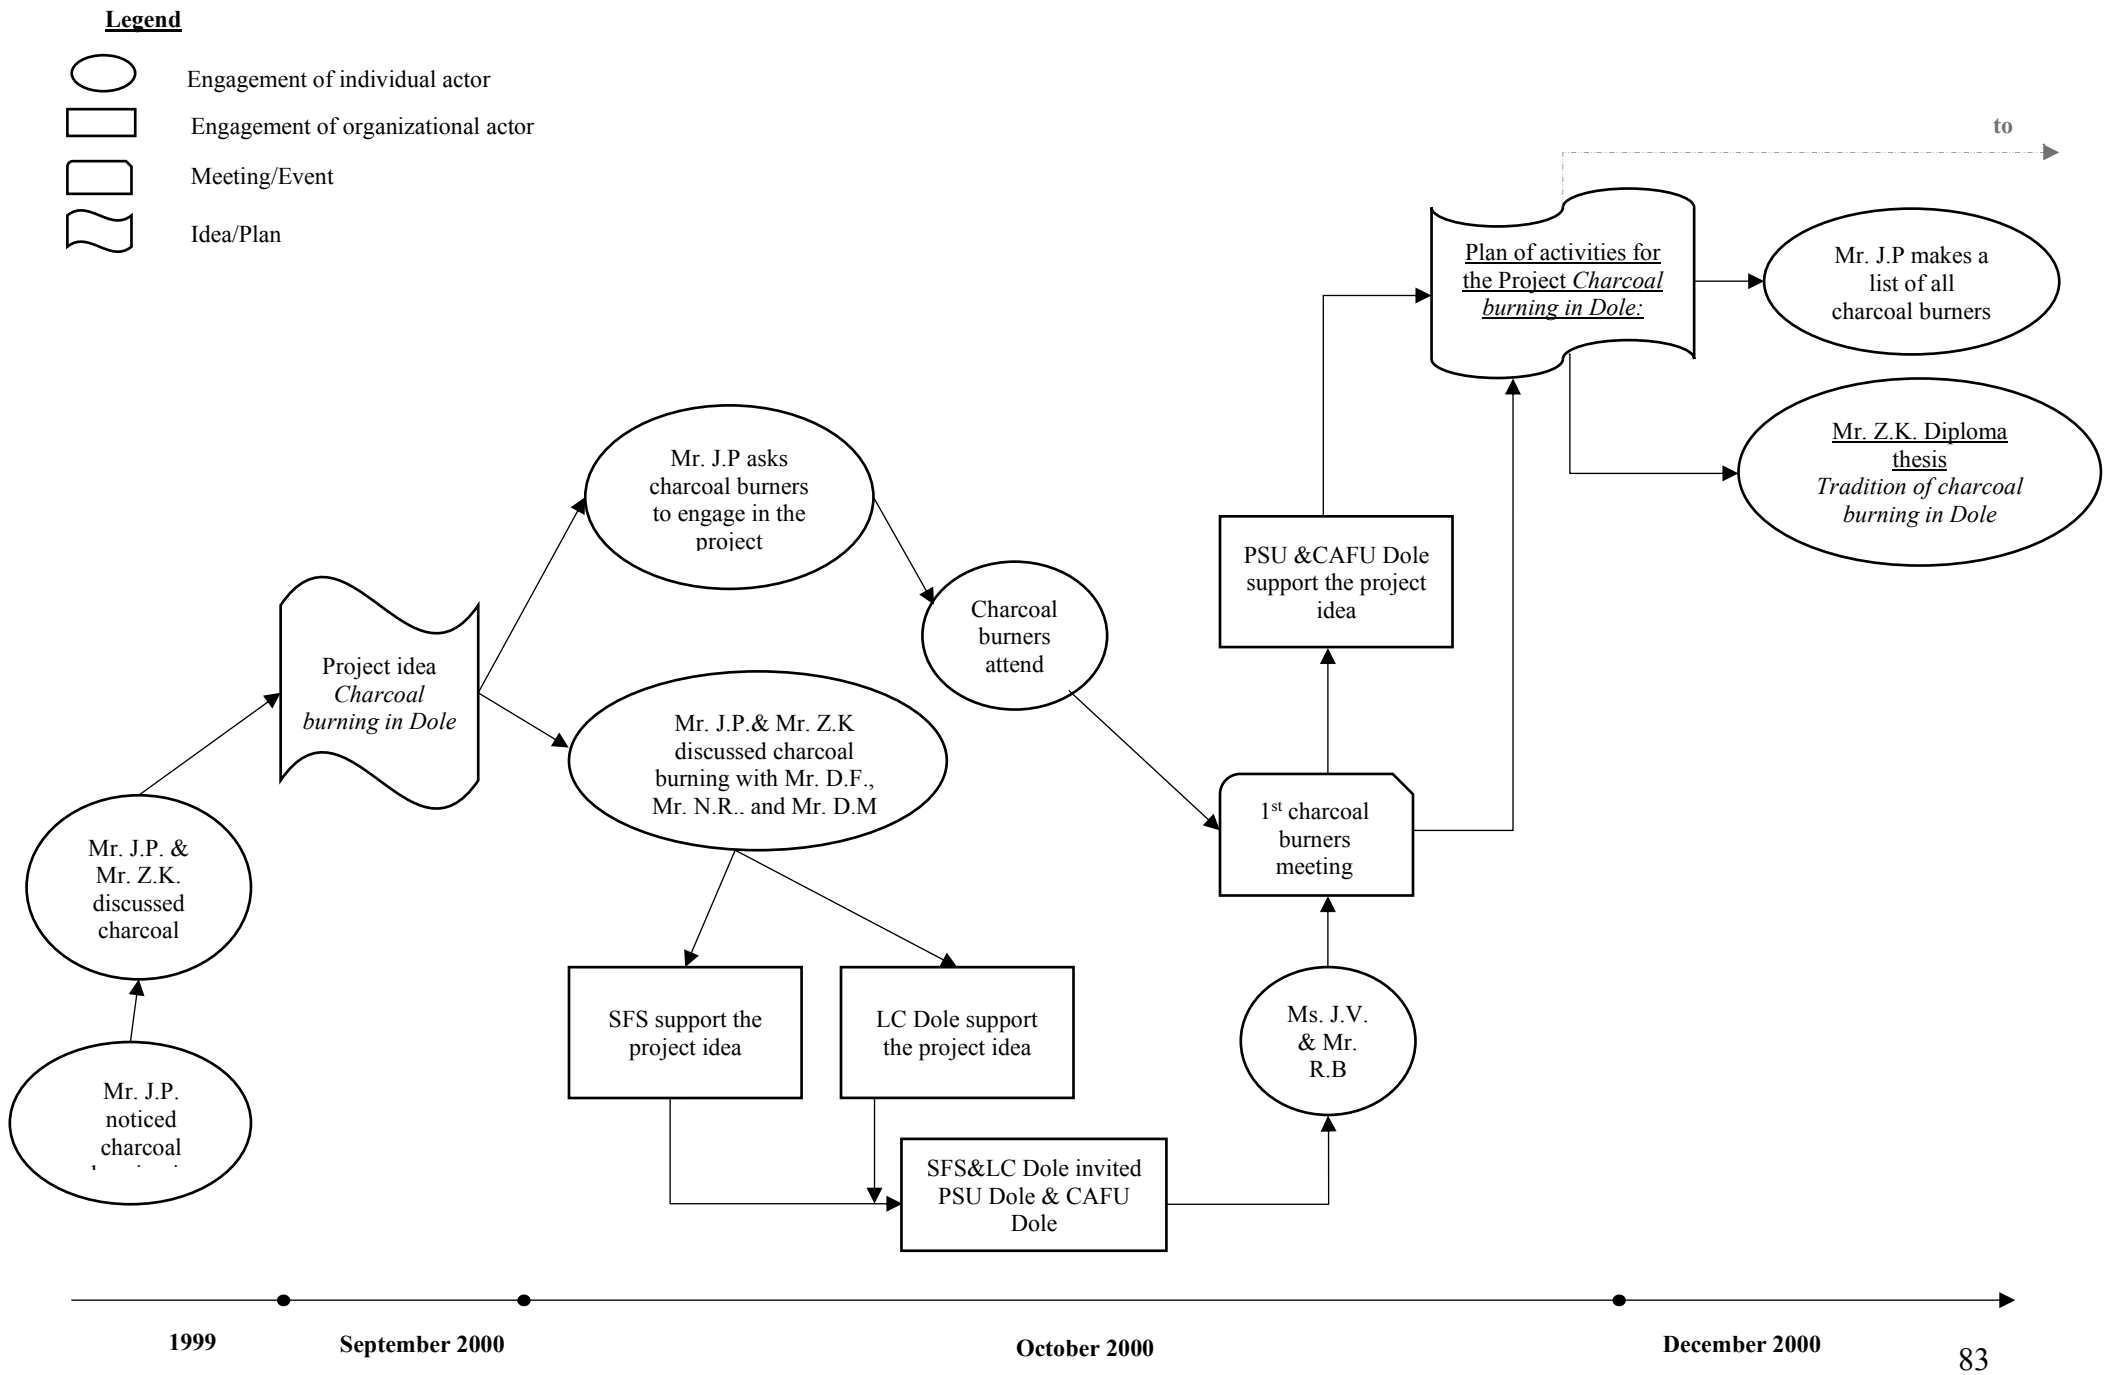 Legend
Engagement of individual actor
Engagement of organizational actor
Meeting/Event
Idea/Plan
to
Plan of activities for
the Project Charcoal
burning in Dole:
Mr. J.P makes a
list of all
charcoal burners
Mr. Z.K. Diploma
thesis
Tradition of charcoal
burning in Dole
Mr. J.P asks
charcoal burners
to engage in the
project
Charcoal
burners
attend
PSU &CAFU Dole
support the project
idea
Project idea
Charcoal
burning in Dole
Mr. J.P.& Mr. Z.K
discussed charcoal
burning with Mr. D.F.,
Mr. N.R., and Mr. D.M
1st charcoal
burners
meeting
Mr. J.P. &
Mr. Z.K.
discussed
charcoal
SFS support the
project idea
LC Dole support
the project idea
Ms. J.V.
& Mr.
R.B
Mr. J.P.
noticed
charcoal
SFS&LC Dole invited
PSU Dole & CAFU
Dole
1999
September 2000
October 2000
December 2000
83